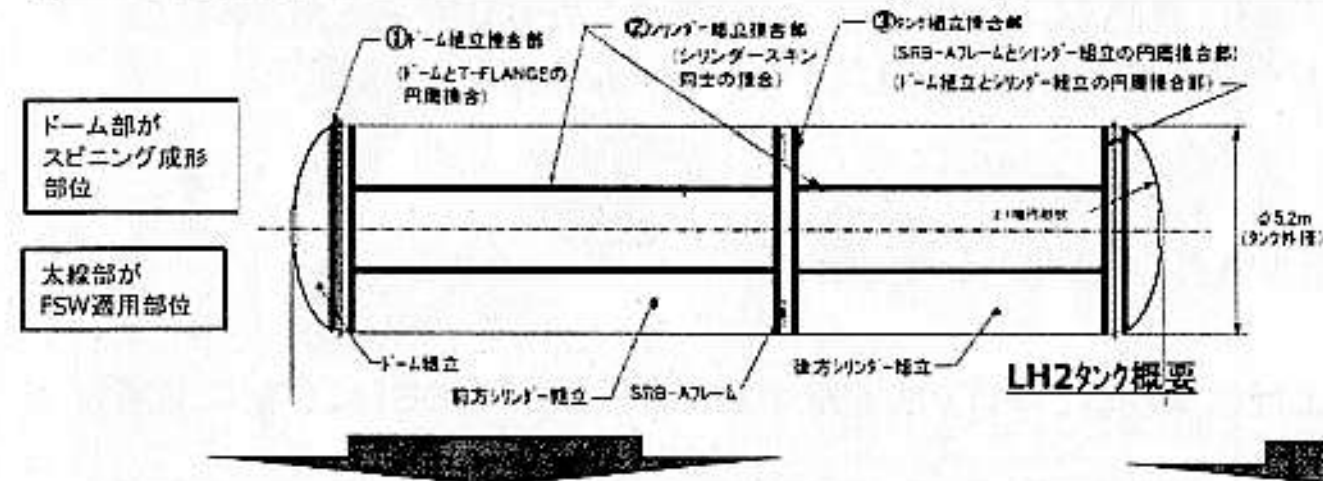 ①ドーム組立接合部
(ドームとT-FLANGEの
円周接合)
②シリンダー組立接合部
(シリンダースキン
同士の接合)
③タンク組立接合部
(SRB-Aフレームとシリンダー組立の円周接合部)
(ドーム組立とシリンダー組立の円周接合部)
ドーム部が
スピニング成形
部位
太線部が
FSW適用部位
φ5.2m
(タンク外径)
ドーム組立
前方シリンダー組立
SRB-Aフレーム
後方シリンダー組立
LH2タンク概要